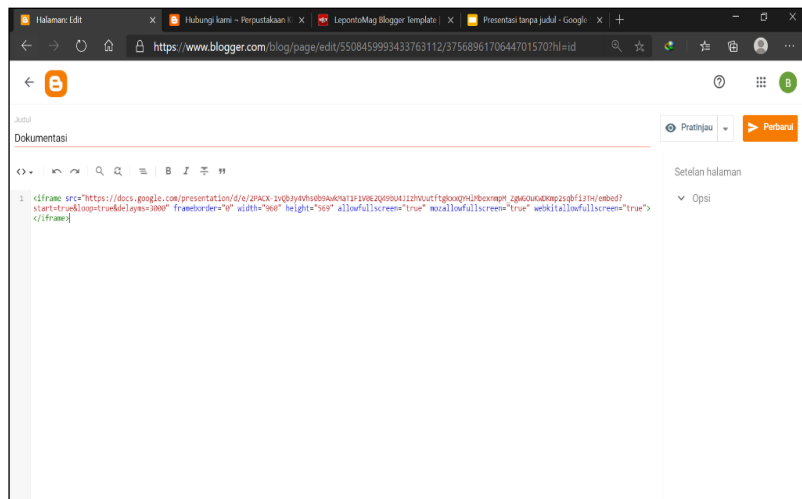 Halaman: Edit
Hubungi kami – Perpustakaan K
LepontoMag Blogger Template |
Presentasi tanpa judul - Google
https://www.blogger.com/blog/page/edit/5508459993433763112/3756896170644701570?hl=id
B
Judul
Dokumentasi
Pratinjau
Perbarui
B I
Setelan halaman
Opsi
1 <iframe src="https://docs.google.com/presentation/d/e/
start=true&loop=true&delayms=3000" frameborder="0" width="960" height="569" allowfullscreen="true" mozallowfullscreen="true" webkitallowfullscreen="true">
</iframe>